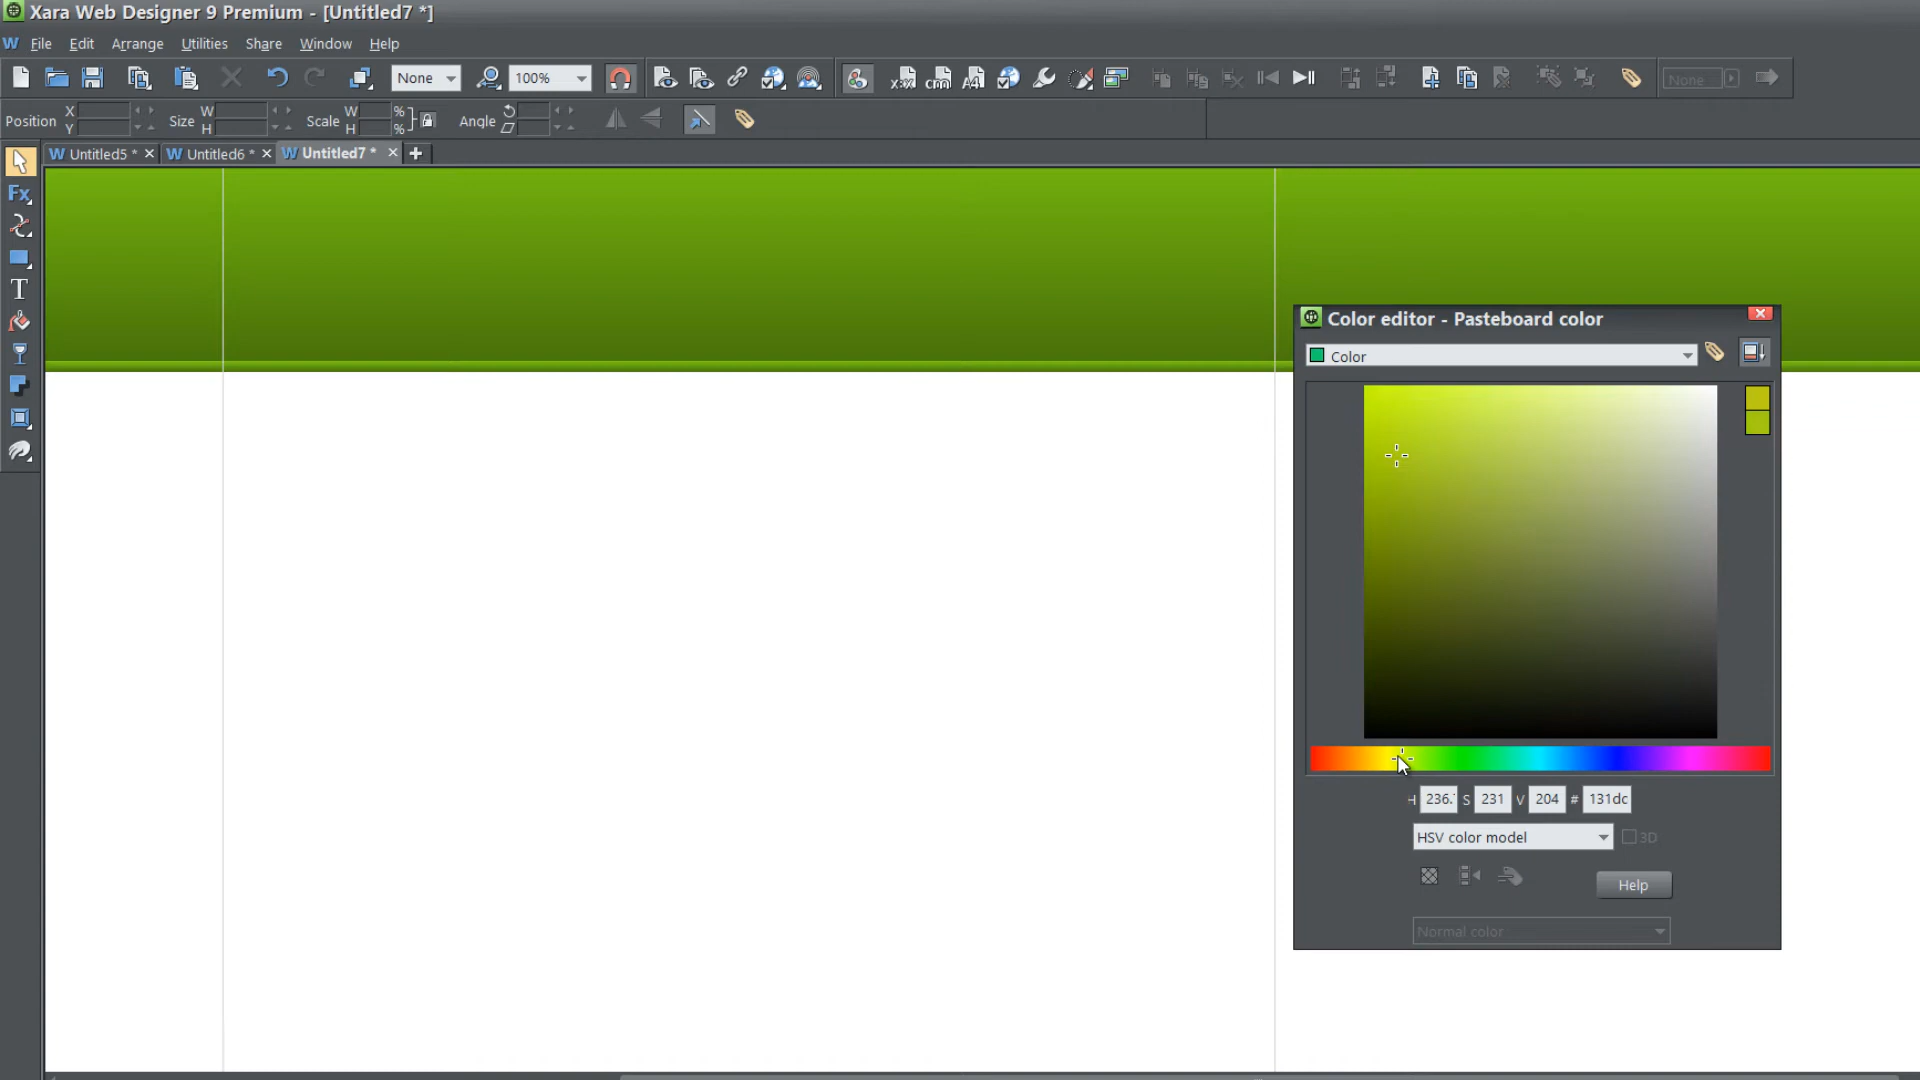 Xara Web Designer 9 Premium - [Untitled7 *]
W File Edit Arrange Utilities Share Window Help
None 100% None
Position X Y Size W H Scale W H % % Angle
W Untitled5 * W Untitled6 * W Untitled7 *
Fx
T
Color editor - Pasteboard color
Color
H 236. S 231 V 204 # 131dc
HSV color model 3D
Help
Normal color